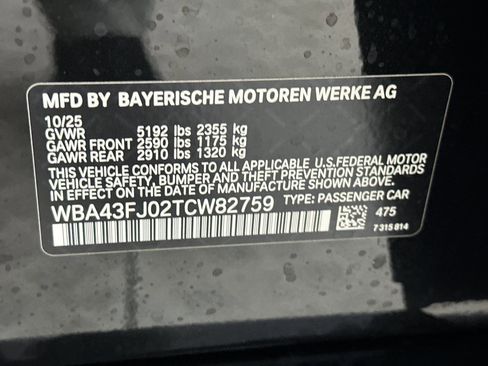 MFD BY BAYERISCHE MOTOREN WERKE AG
10/25
GVWR 5192 lbs 2355 kg
GAWR FRONT 2590 lbs 1175 kg
GAWR REAR 2910 lbs 1320 kg
THIS VEHICLE CONFORMS TO ALL APPLICABLE U.S.FEDERAL MOTOR
VEHICLE SAFETY, BUMPER AND THEFT PREVENTION STANDARDS
IN EFFECT ON THE DATE OF MANUFACTURE SHOWN ABOVE.
WBA43FJ02TCW82759 TYPE: PASSENGER CAR
475
7 315 814